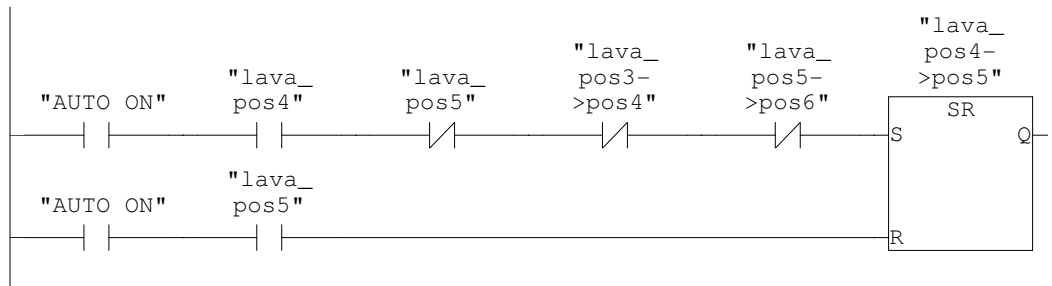 "lava_
pos4-
>pos5"
"lava_
pos3-
>pos4"
"lava_
pos5-
>pos6"
"lava_
pos4"
"lava_
pos5"
"AUTO ON"
SR
S
Q
"lava_
pos5"
"AUTO ON"
R